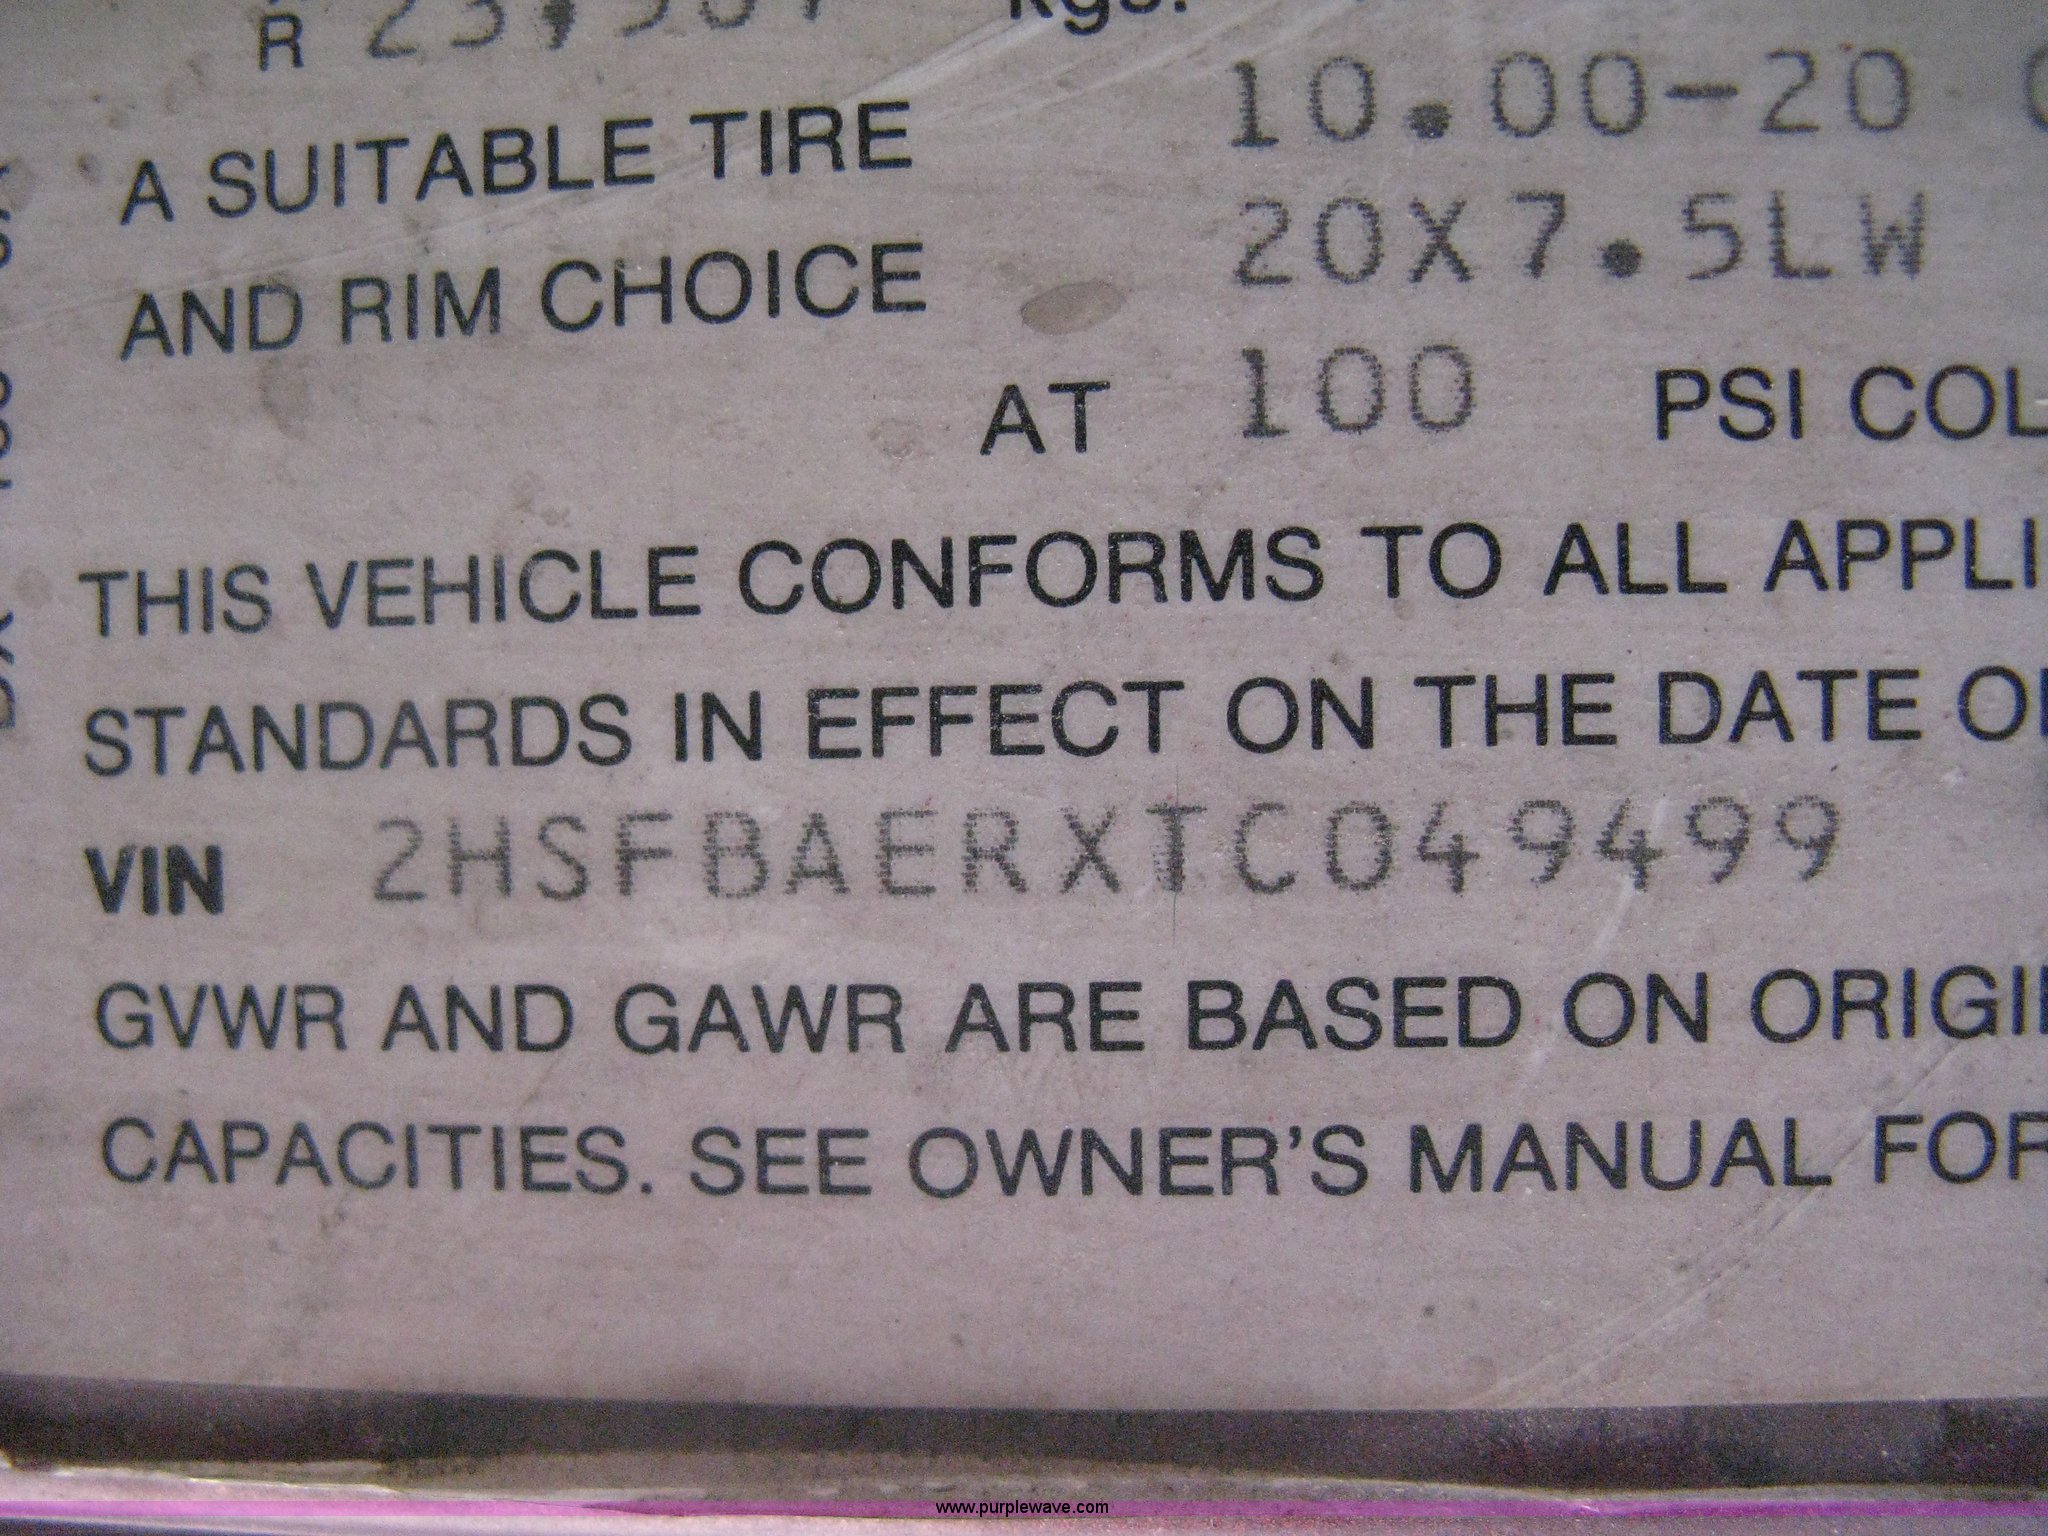 R 23,
kgs.
10.00-20
A SUITABLE TIRE
AND RIM CHOICE 20X7.5LW
AT 100 PSI COL
THIS VEHICLE CONFORMS TO ALL APPLI
STANDARDS IN EFFECT ON THE DATE O
VIN 2HSFBAERXTC049499
GVWR AND GAWR ARE BASED ON ORIGI
CAPACITIES. SEE OWNER'S MANUAL FOR
www.purplewave.com